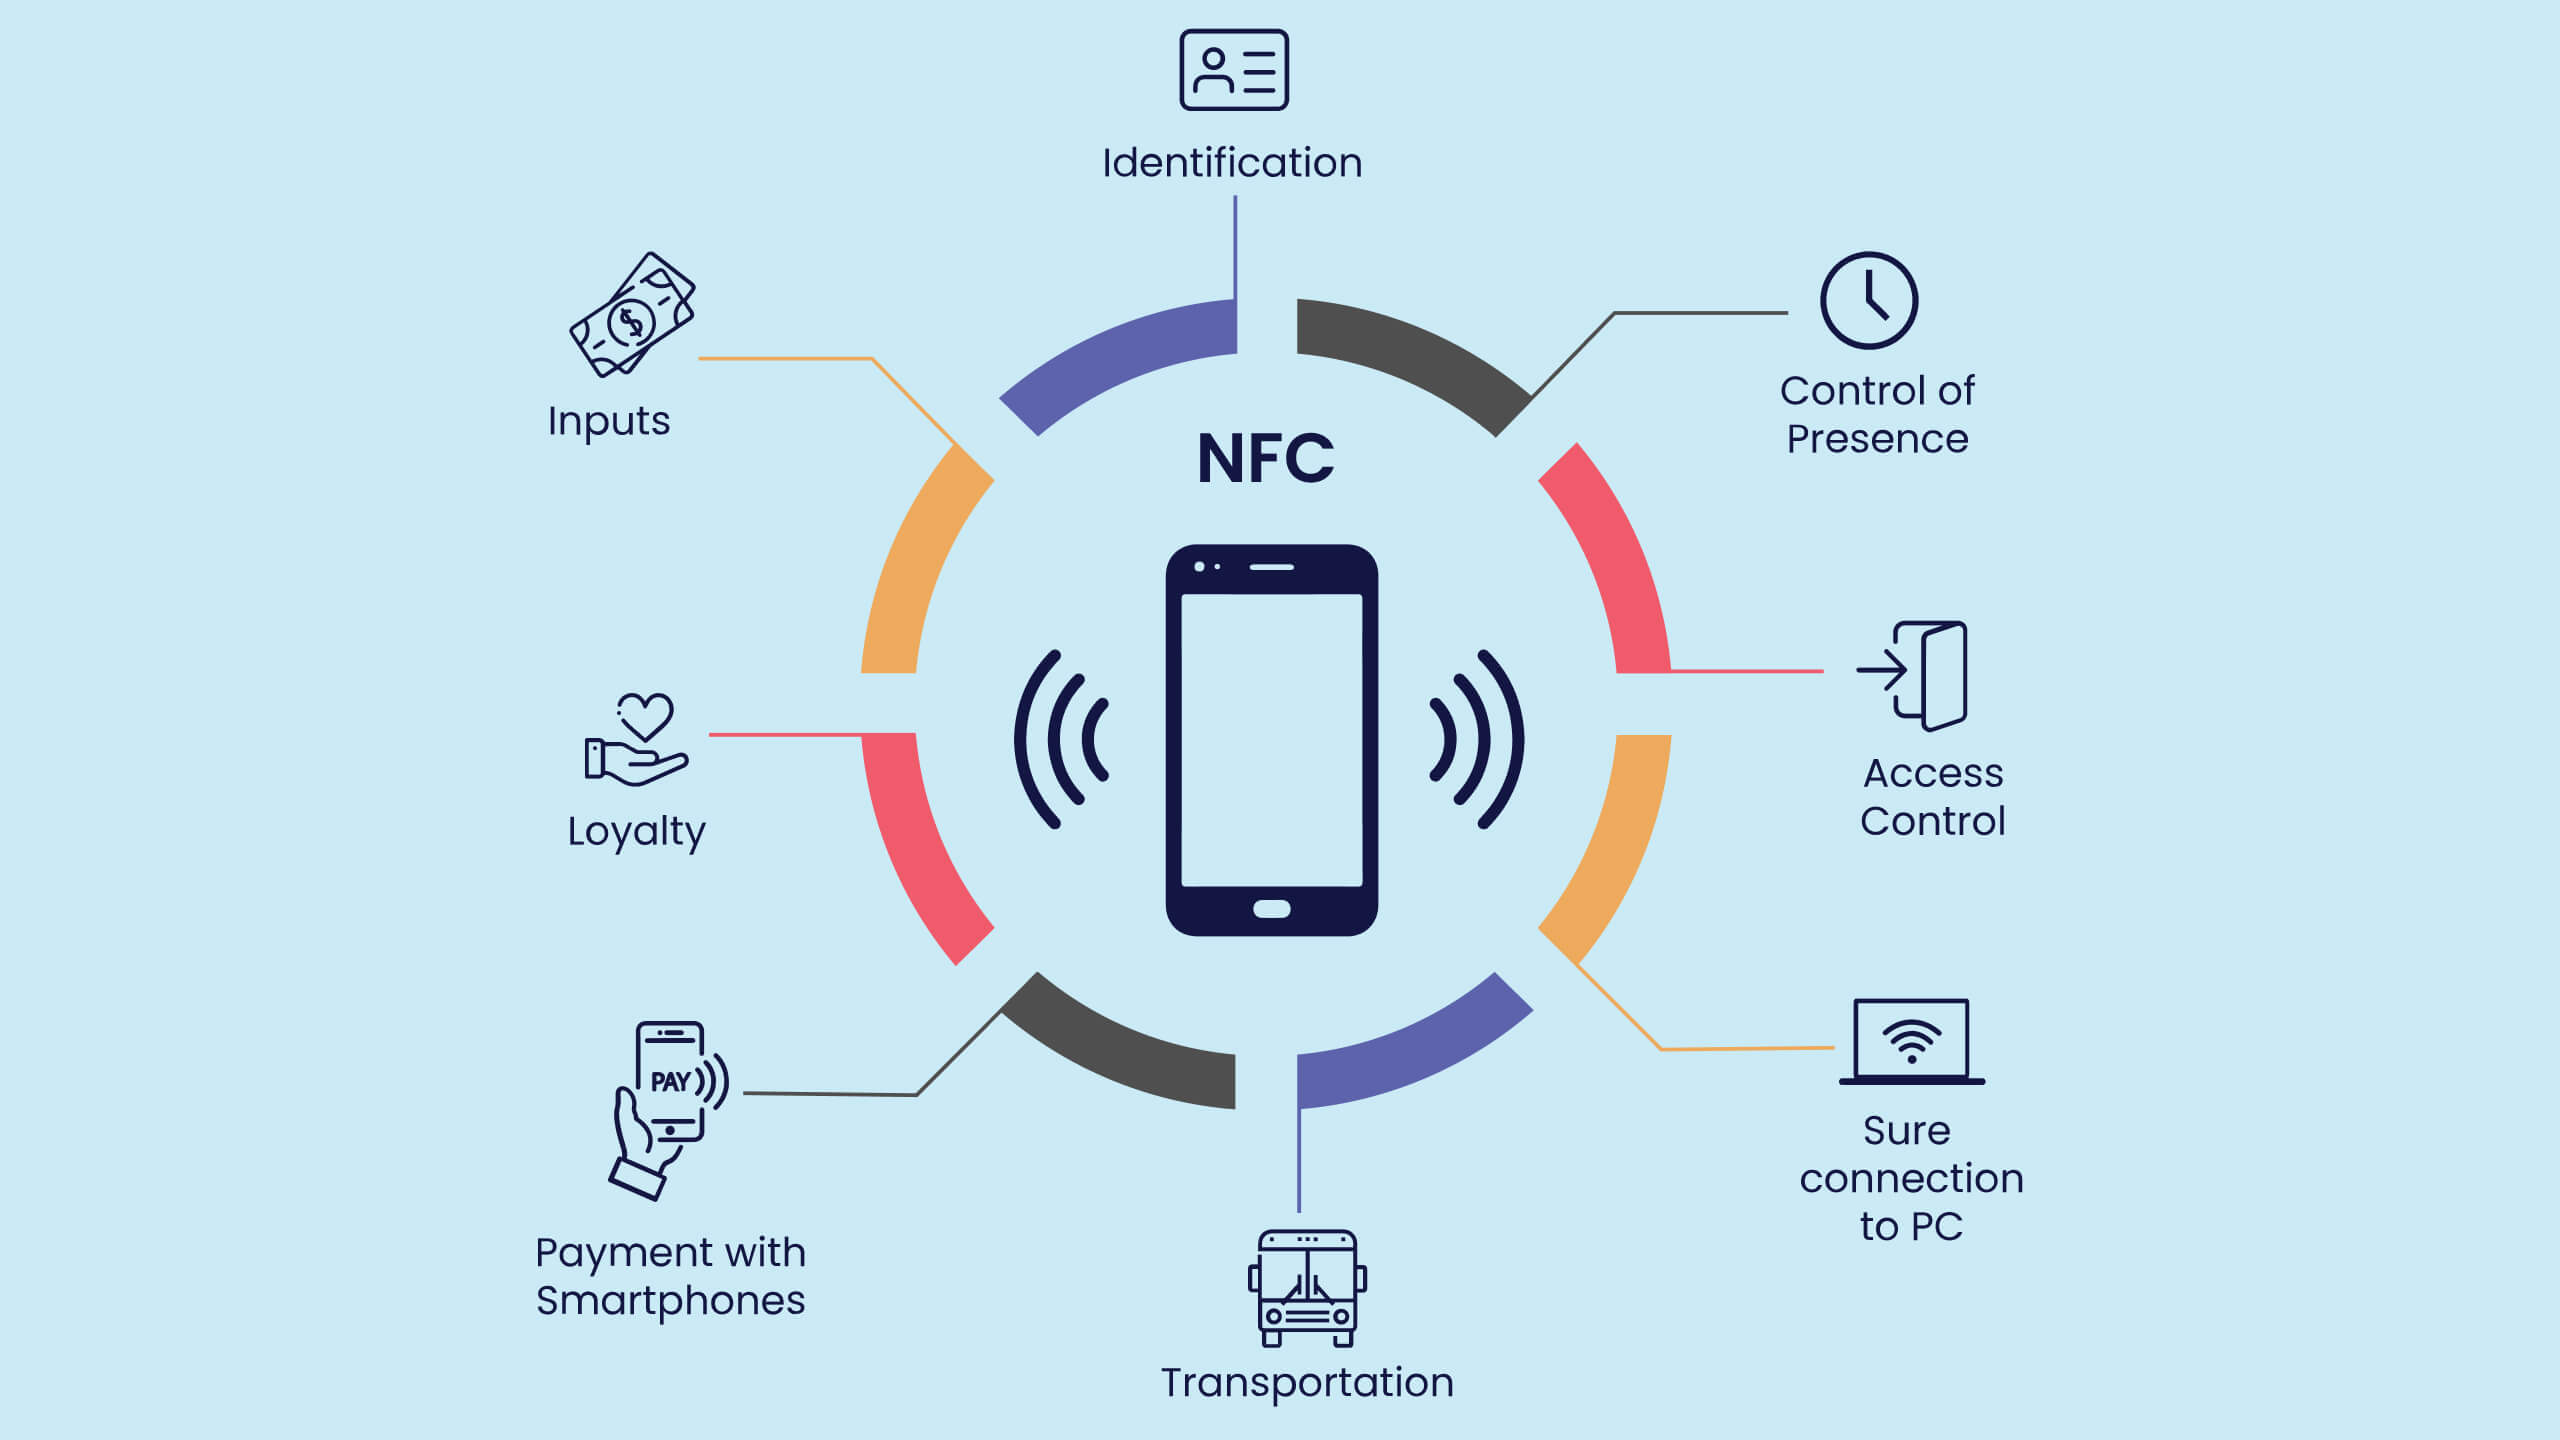 Identification
Inputs
Control of
Presence
NFC
Access
Control
Loyalty
PAY
Sure
connection
to PC
Payment with
Smartphones
Transportation